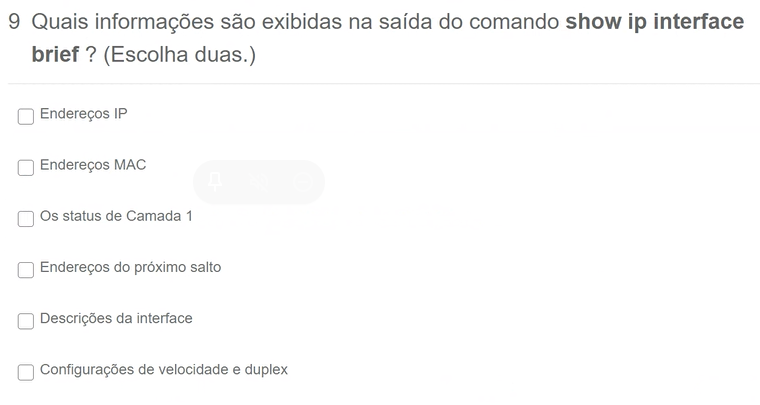 9 Quais informações são exibidas na saída do comando show ip interface
brief ? (Escolha duas.)
Endereços IP
Endereços MAC
Os status de Camada 1
Endereços do próximo salto
Descrições da interface
Configurações de velocidade e duplex